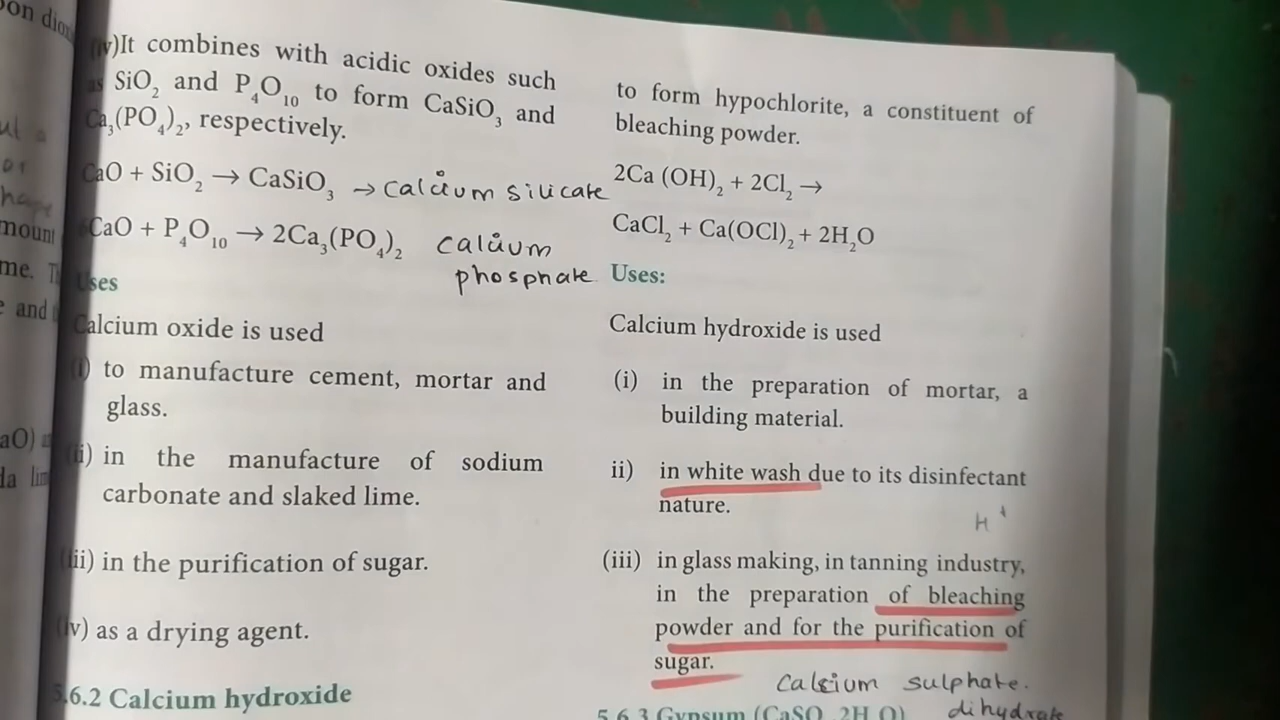 (iv)It combines with acidic oxides such
as SiO₂ and P₄O₁₀ to form CaSiO₃ and
Ca₃(PO₄)₂, respectively.
CaO + SiO₂ → CaSiO₃ → Calcium silicate
CaO + P₄O₁₀ → 2Ca₃(PO₄)₂ calcium
phosphate
Uses
Calcium oxide is used
(i) to manufacture cement, mortar and
glass.
(ii) in the manufacture of sodium
carbonate and slaked lime.
(iii) in the purification of sugar.
(iv) as a drying agent.
5.6.2 Calcium hydroxide
to form hypochlorite, a constituent of
bleaching powder.
2Ca (OH)₂ + 2Cl₂ →
CaCl₂ + Ca(OCl)₂ + 2H₂O
Uses:
Calcium hydroxide is used
(i) in the preparation of mortar, a
building material.
ii) in white wash due to its disinfectant
nature.
H⁺
(iii) in glass making, in tanning industry,
in the preparation of bleaching
powder and for the purification of
sugar.
Calcium sulphate.
5.6.3 Gypsum (CaSO₄.2H₂O) dihydrate